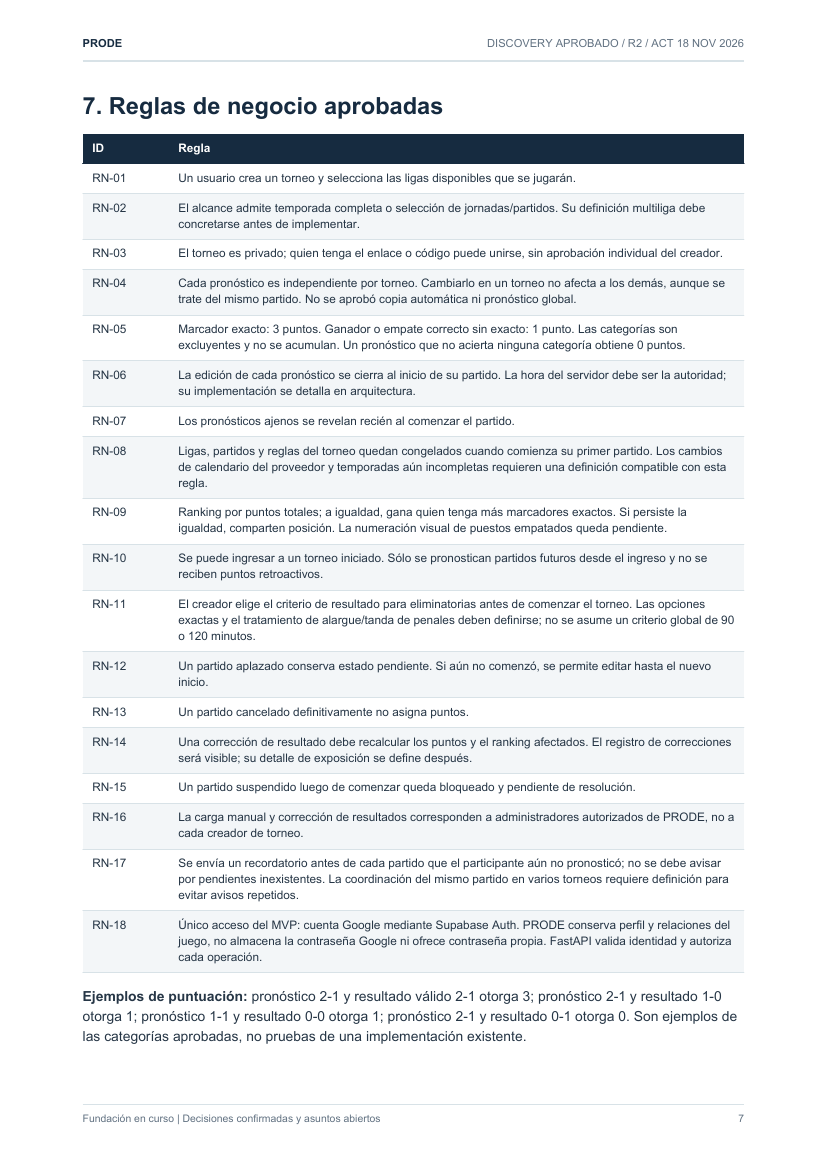 PRODE
DISCOVERY APROBADO / R2 / ACT 18 NOV 2026
7. Reglas de negocio aprobadas
ID Regla
RN-01 Un usuario crea un torneo y selecciona las ligas disponibles que se jugarán.
RN-02 El alcance admite temporada completa o selección de jornadas/partidos. Su definición multiliga debe
concretarse antes de implementar.
RN-03 El torneo es privado; quien tenga el enlace o código puede unirse, sin aprobación individual del creador.
RN-04 Cada pronóstico es independiente por torneo. Cambiarlo en un torneo no afecta a los demás, aunque se
trate del mismo partido. No se aprobó copia automática ni pronóstico global.
RN-05 Marcador exacto: 3 puntos. Ganador o empate correcto sin exacto: 1 punto. Las categorías son
excluyentes y no se acumulan. Un pronóstico que no acierta ninguna categoría obtiene 0 puntos.
RN-06 La edición de cada pronóstico se cierra al inicio de su partido. La hora del servidor debe ser la autoridad;
su implementación se detalla en arquitectura.
RN-07 Los pronósticos ajenos se revelan recién al comenzar el partido.
RN-08 Ligas, partidos y reglas del torneo quedan congelados cuando comienza su primer partido. Los cambios
de calendario del proveedor y temporadas aún incompletas requieren una definición compatible con esta
regla.
RN-09 Ranking por puntos totales; a igualdad, gana quien tenga más marcadores exactos. Si persiste la
igualdad, comparten posición. La numeración visual de puestos empatados queda pendiente.
RN-10 Se puede ingresar a un torneo iniciado. Sólo se pronostican partidos futuros desde el ingreso y no se
reciben puntos retroactivos.
RN-11 El creador elige el criterio de resultado para eliminatorias antes de comenzar el torneo. Las opciones
exactas y el tratamiento de alargue/tanda de penales deben definirse; no se asume un criterio global de 90
o 120 minutos.
RN-12 Un partido aplazado conserva estado pendiente. Si aún no comenzó, se permite editar hasta el nuevo
inicio.
RN-13 Un partido cancelado definitivamente no asigna puntos.
RN-14 Una corrección de resultado debe recalcular los puntos y el ranking afectados. El registro de correcciones
será visible; su detalle de exposición se define después.
RN-15 Un partido suspendido luego de comenzar queda bloqueado y pendiente de resolución.
RN-16 La carga manual y corrección de resultados corresponden a administradores autorizados de PRODE, no a
cada creador de torneo.
RN-17 Se envía un recordatorio antes de cada partido que el participante aún no pronosticó; no se debe avisar
por pendientes inexistentes. La coordinación del mismo partido en varios torneos requiere definición para
evitar avisos repetidos.
RN-18 Único acceso del MVP: cuenta Google mediante Supabase Auth. PRODE conserva perfil y relaciones del
juego, no almacena la contraseña Google ni ofrece contraseña propia. FastAPI valida identidad y autoriza
cada operación.
Ejemplos de puntuación: pronóstico 2-1 y resultado válido 2-1 otorga 3; pronóstico 2-1 y resultado 1-0
otorga 1; pronóstico 1-1 y resultado 0-0 otorga 1; pronóstico 2-1 y resultado 0-1 otorga 0. Son ejemplos de
las categorías aprobadas, no pruebas de una implementación existente.
Fundación en curso | Decisiones confirmadas y asuntos abiertos
7